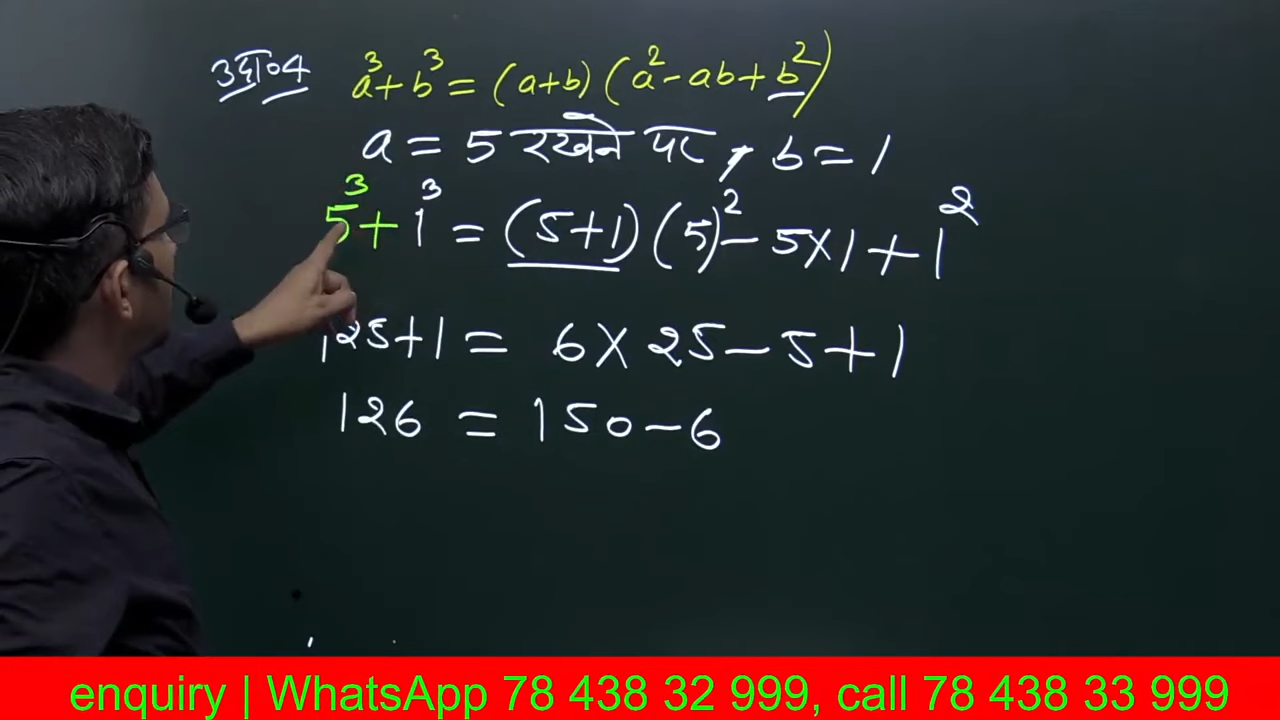 उदा०4 a³+b³ = (a+b) (a²-ab+b²)
a = 5 रखने पर, b = 1
5³+1³ = (5+1) (5)²-5×1+1²
125+1 = 6×25-5+1
126 = 150-6
enquiry | WhatsApp 78 438 32 999, call 78 438 33 999